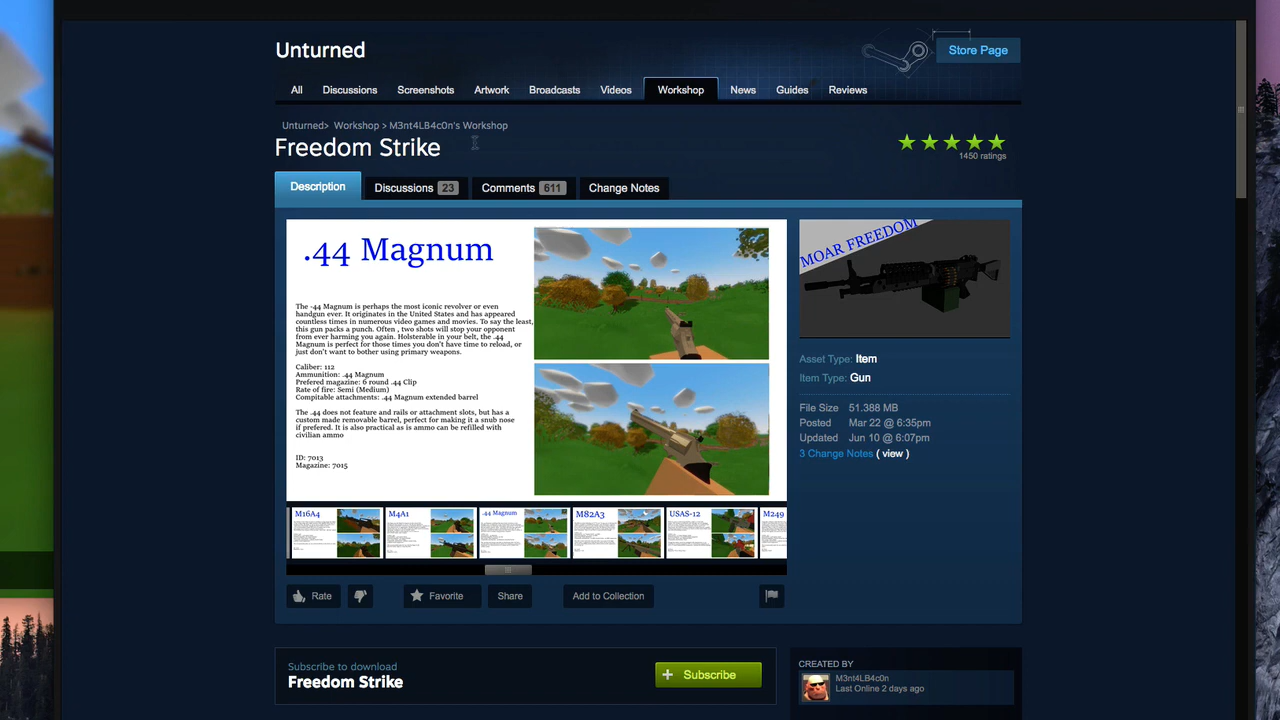 Unturned
Store Page
All Discussions Screenshots Artwork Broadcasts Videos Workshop News Guides Reviews
Unturned> Workshop > M3nt4LB4c0n's Workshop
Freedom Strike
1450 ratings
Description Discussions 23 Comments 611 Change Notes
.44 Magnum
The .44 Magnum is perhaps the most iconic revolver or even
handgun ever. It originates in the United States and has appeared
countless times in numerous video games and movies. To say the least,
this gun packs a punch. Often , two shots will stop your opponent
from ever harming you again. Holsterable in your belt, the .44
Magnum is perfect for those times you don't have time to reload, or
just don't want to bother using primary weapons.
Caliber: 112
Ammunition: .44 Magnum
Prefered magazine: 6 round .44 Clip
Rate of fire: Semi (Medium)
Compitable attachments: .44 Magnum extended barrel
The .44 does not feature and rails or attachment slots, but has a
custom made removable barrel, perfect for making it a snub nose
if prefered. It is also practical as is ammo can be refilled with
civilian ammo
ID: 7013
Magazine: 7015
MOAR FREEDOM
Asset Type: Item
Item Type: Gun
File Size 51.388 MB
Posted Mar 22 @ 6:35pm
Updated Jun 10 @ 6:07pm
3 Change Notes ( view )
M16A4 M4A1 .44 Magnum M82A3 USAS-12 M249
Rate Favorite Share Add to Collection
Subscribe to download
Freedom Strike
Subscribe
CREATED BY
M3nt4LB4c0n
Last Online 2 days ago